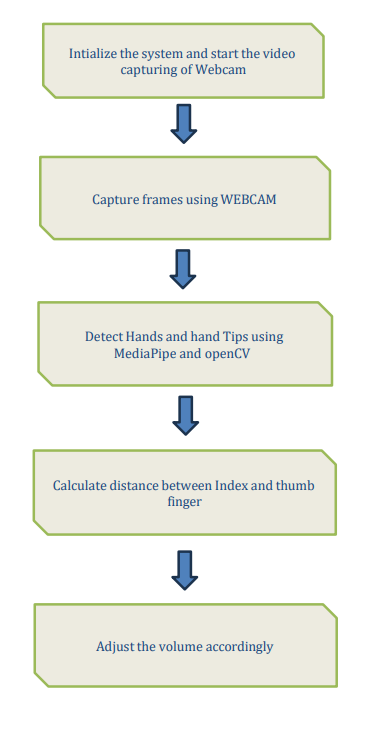 Intialize the system and start the video
capturing of Webcam
Capture frames using WEBCAM
Detect Hands and hand Tips using
MediaPipe and openCV
Calculate distance between Index and thumb
finger
Adjust the volume accordingly